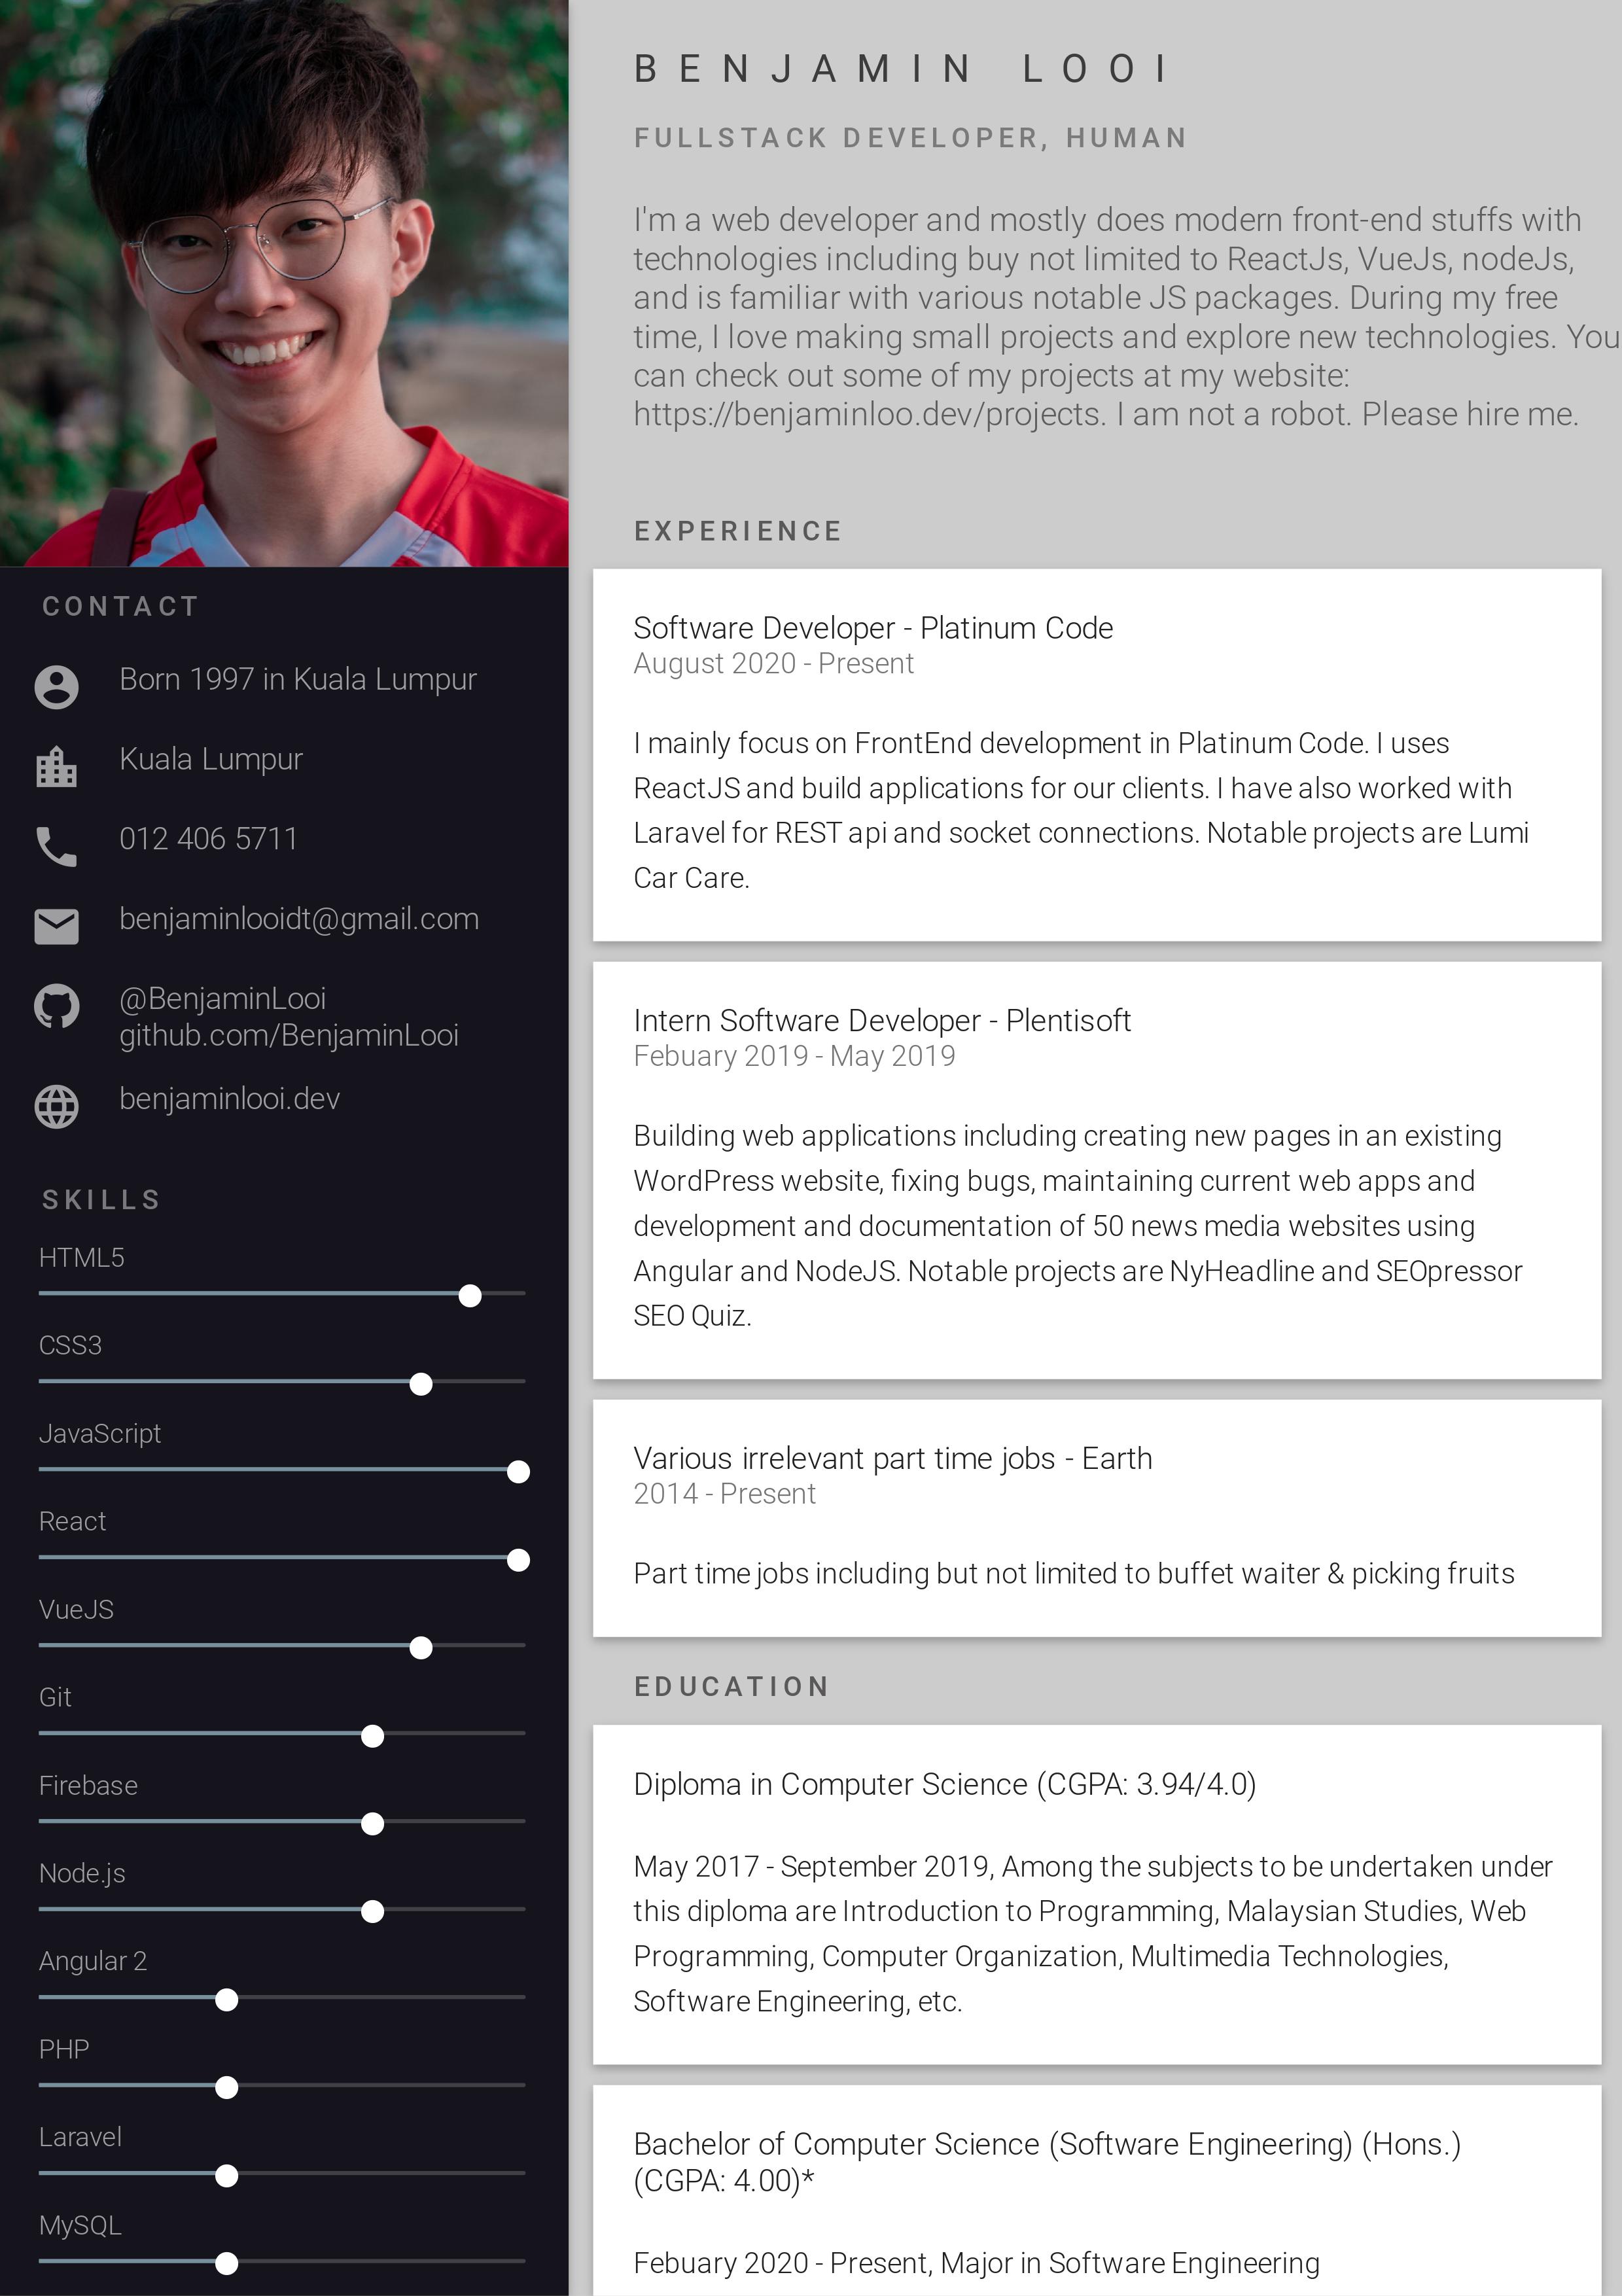 BENJAMIN LOOI
FULLSTACK DEVELOPER, HUMAN
I'm a web developer and mostly does modern front-end stuffs with
technologies including buy not limited to ReactJs, VueJs, nodeJs,
and is familiar with various notable JS packages. During my free
time, I love making small projects and explore new technologies. You
can check out some of my projects at my website:
https://benjaminloo.dev/projects. I am not a robot. Please hire me.
CONTACT
Born 1997 in Kuala Lumpur
Kuala Lumpur
012 406 5711
benjaminlooidt@gmail.com
@BenjaminLooi
github.com/BenjaminLooi
benjaminlooi.dev
SKILLS
HTML5
CSS3
JavaScript
React
VueJS
Git
Firebase
Node.js
Angular 2
PHP
Laravel
MySQL
EXPERIENCE
Software Developer - Platinum Code
August 2020 - Present
I mainly focus on FrontEnd development in Platinum Code. I uses
ReactJS and build applications for our clients. I have also worked with
Laravel for REST api and socket connections. Notable projects are Lumi
Car Care.
Intern Software Developer - Plentisoft
Febuary 2019 - May 2019
Building web applications including creating new pages in an existing
WordPress website, fixing bugs, maintaining current web apps and
development and documentation of 50 news media websites using
Angular and NodeJS. Notable projects are NyHeadline and SEOpressor
SEO Quiz.
Various irrelevant part time jobs - Earth
2014 - Present
Part time jobs including but not limited to buffet waiter & picking fruits
EDUCATION
Diploma in Computer Science (CGPA: 3.94/4.0)
May 2017 - September 2019, Among the subjects to be undertaken under
this diploma are Introduction to Programming, Malaysian Studies, Web
Programming, Computer Organization, Multimedia Technologies,
Software Engineering, etc.
Bachelor of Computer Science (Software Engineering) (Hons.)
(CGPA: 4.00)*
Febuary 2020 - Present, Major in Software Engineering